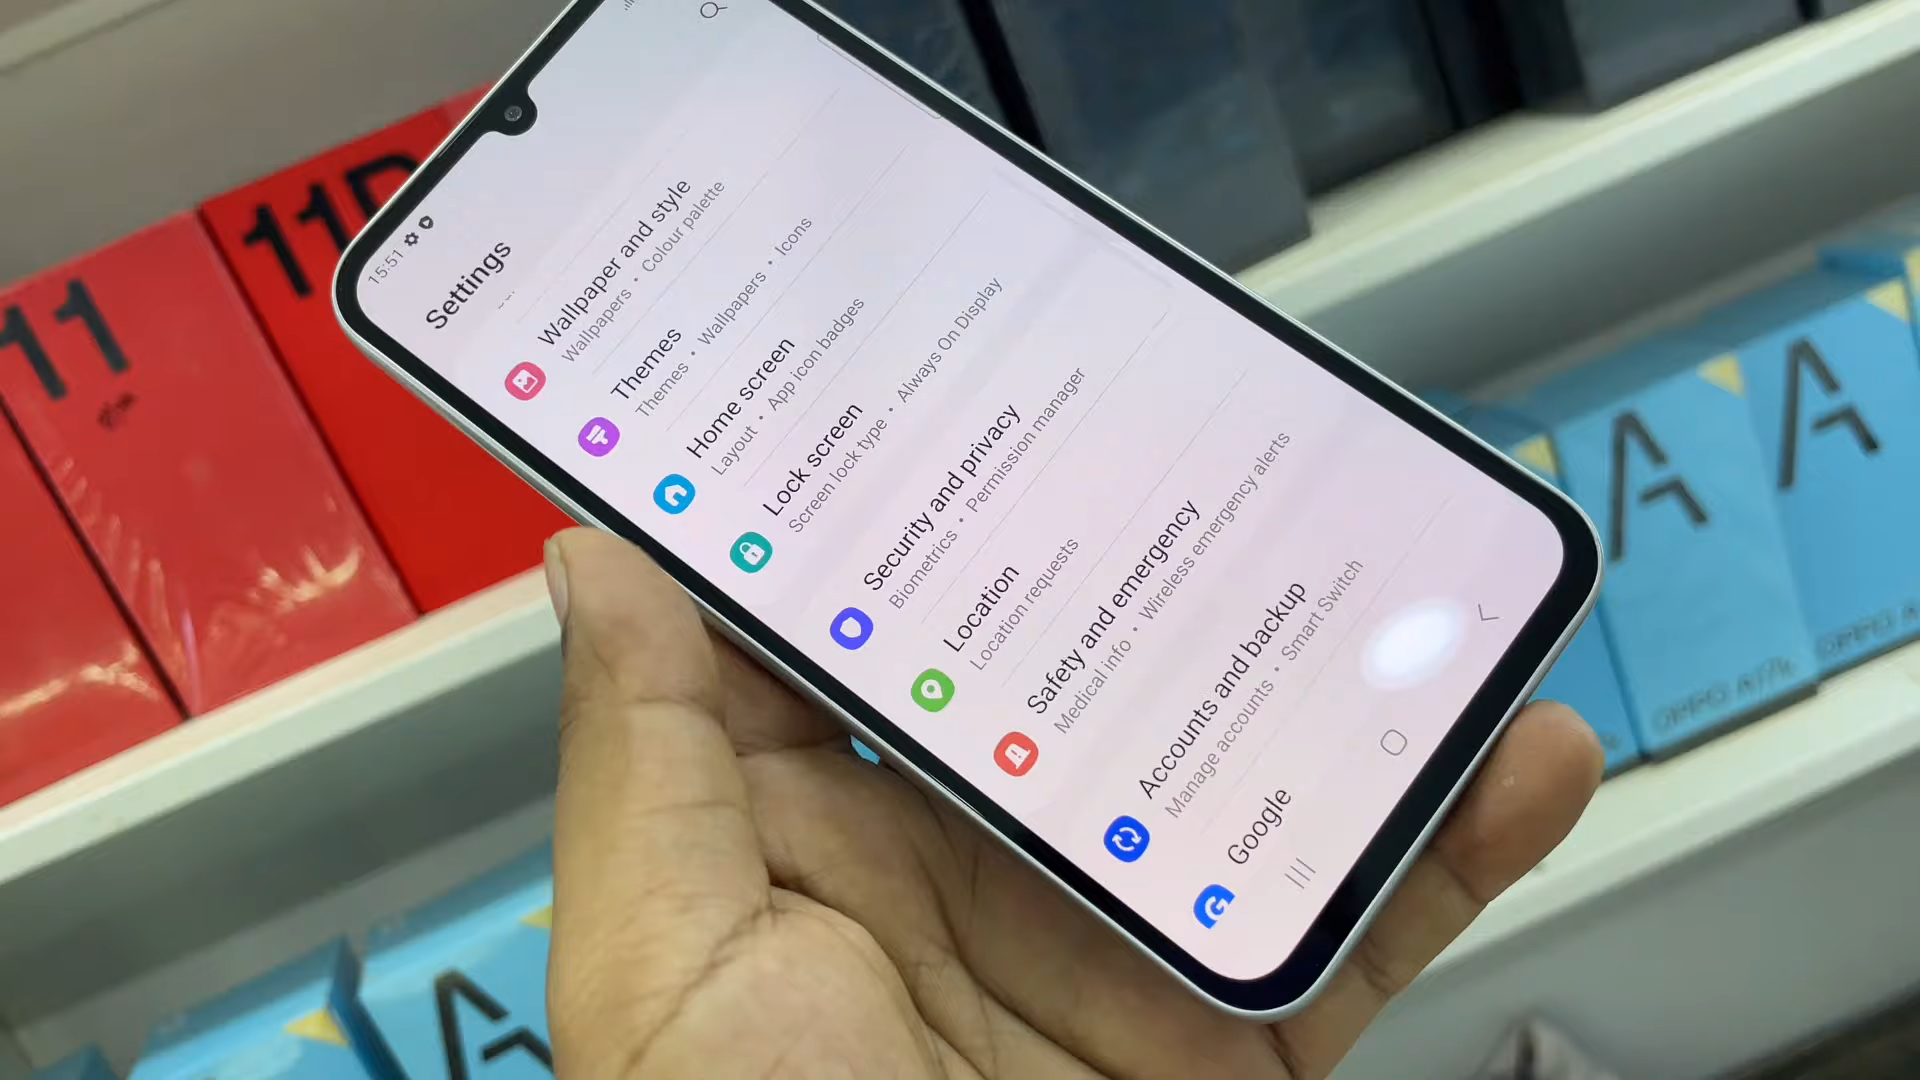 15:51
Settings
Wallpaper and style
Wallpapers • Colour palette
Themes
Themes • Wallpapers • Icons
Home screen
Layout • App icon badges
Lock screen
Screen lock type • Always On Display
Security and privacy
Biometrics • Permission manager
Location
Location requests
Safety and emergency
Medical info • Wireless emergency alerts
Accounts and backup
Manage accounts • Smart Switch
Google
11
11R
A
A
A
OPPO
OPPO A